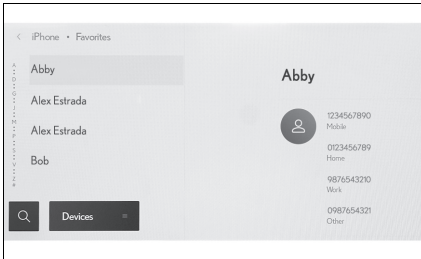 iPhone • Favorites
Abby
Alex Estrada
Alex Estrada
Bob
A
D
G
J
M
P
S
V
Z
#
Devices
Abby
1234567890
Mobile
0123456789
Home
9876543210
Work
0987654321
Other